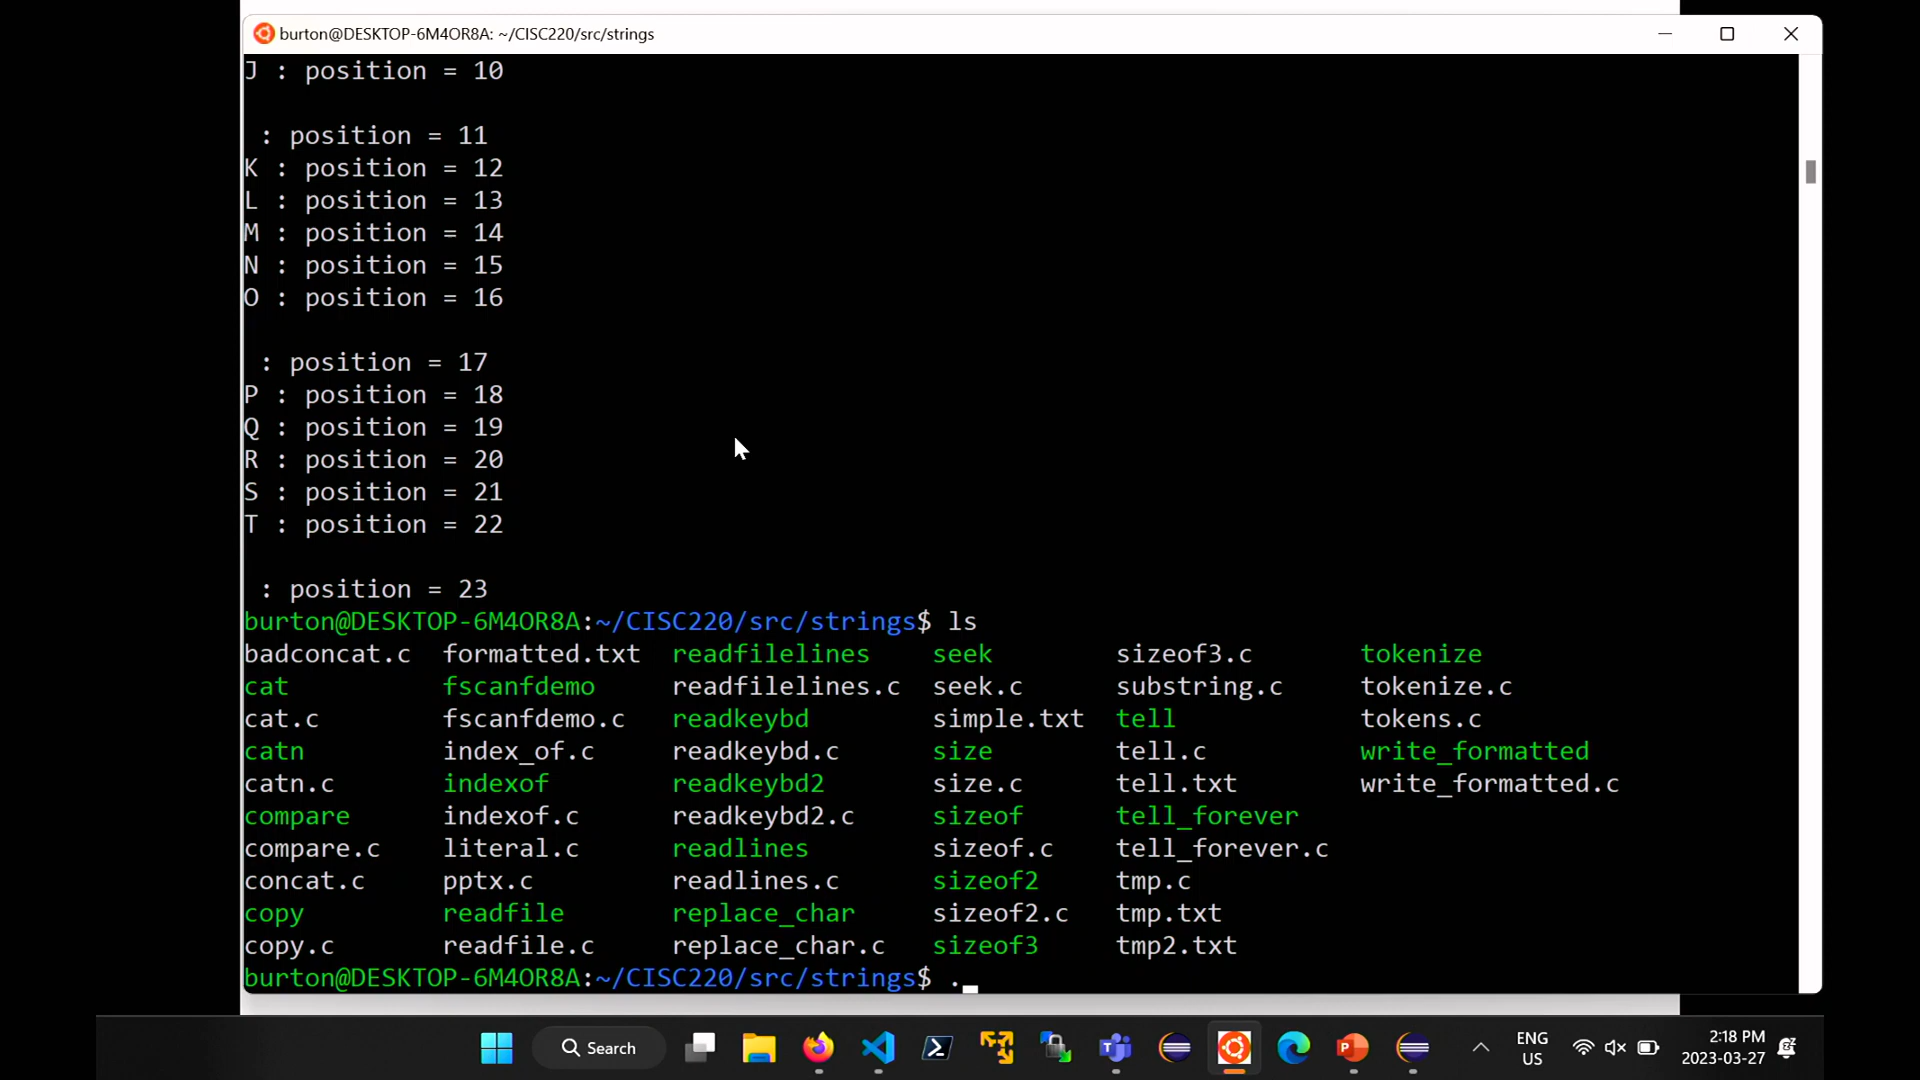 burton@DESKTOP-6M4OR8A: ~/CISC220/src/strings
J : position = 10
: position = 11
K : position = 12
L : position = 13
M : position = 14
N : position = 15
O : position = 16
: position = 17
P : position = 18
Q : position = 19
R : position = 20
S : position = 21
T : position = 22
: position = 23
burton@DESKTOP-6M4OR8A:~/CISC220/src/strings$ ls
badconcat.c formatted.txt readfilelines seek sizeof3.c tokenize
cat fscanfdemo readfilelines.c seek.c substring.c tokenize.c
cat.c fscanfdemo.c readkeybd simple.txt tell tokens.c
catn index_of.c readkeybd.c size tell.c write_formatted
catn.c indexof readkeybd2 size.c tell.txt write_formatted.c
compare indexof.c readkeybd2.c sizeof tell_forever
compare.c literal.c readlines sizeof.c tell_forever.c
concat.c pptx.c readlines.c sizeof2 tmp.c
copy readfile replace_char sizeof2.c tmp.txt
copy.c readfile.c replace_char.c sizeof3 tmp2.txt
burton@DESKTOP-6M4OR8A:~/CISC220/src/strings$ ._
Search
ENG
US
2:18 PM
2023-03-27